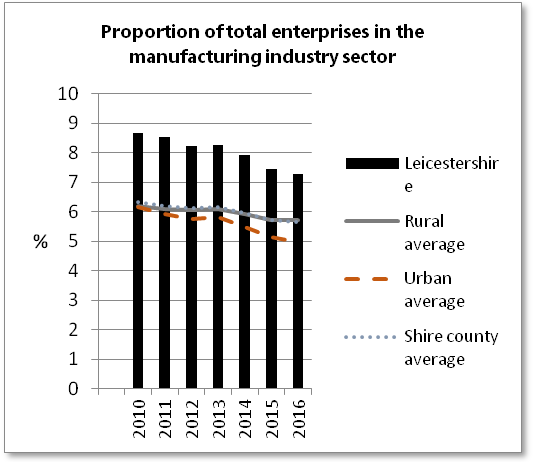 Proportion of total enterprises in the
manufacturing industry sector
10
9
8
7
6
5
4
3
2
1
0
%
2010
2011
2012
2013
2014
2015
2016
Leicestershir
e
Rural
average
Urban
average
Shire county
average